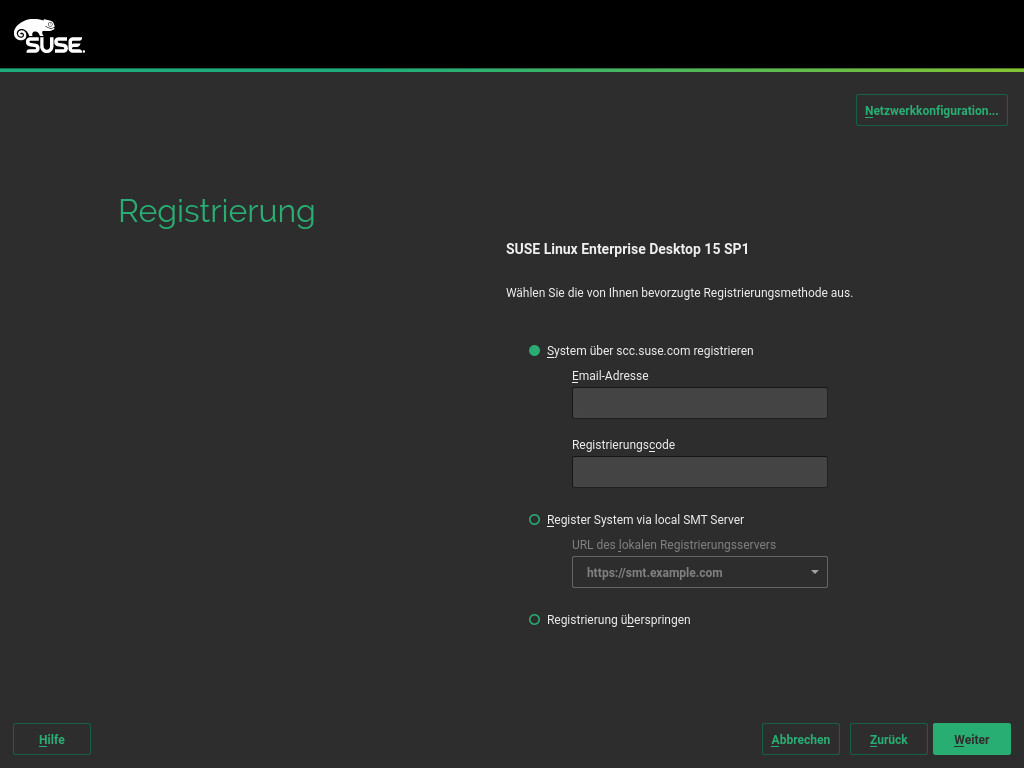 SUSE
Netzwerkkonfiguration...
Registrierung
SUSE Linux Enterprise Desktop 15 SP1
Wählen Sie die von Ihnen bevorzugte Registrierungsmethode aus.
System über scc.suse.com registrieren
Email-Adresse
Registrierungscode
Register System via local SMT Server
URL des lokalen Registrierungsservers
https://smt.example.com
Registrierung überspringen
Hilfe
Abbrechen
Zurück
Weiter